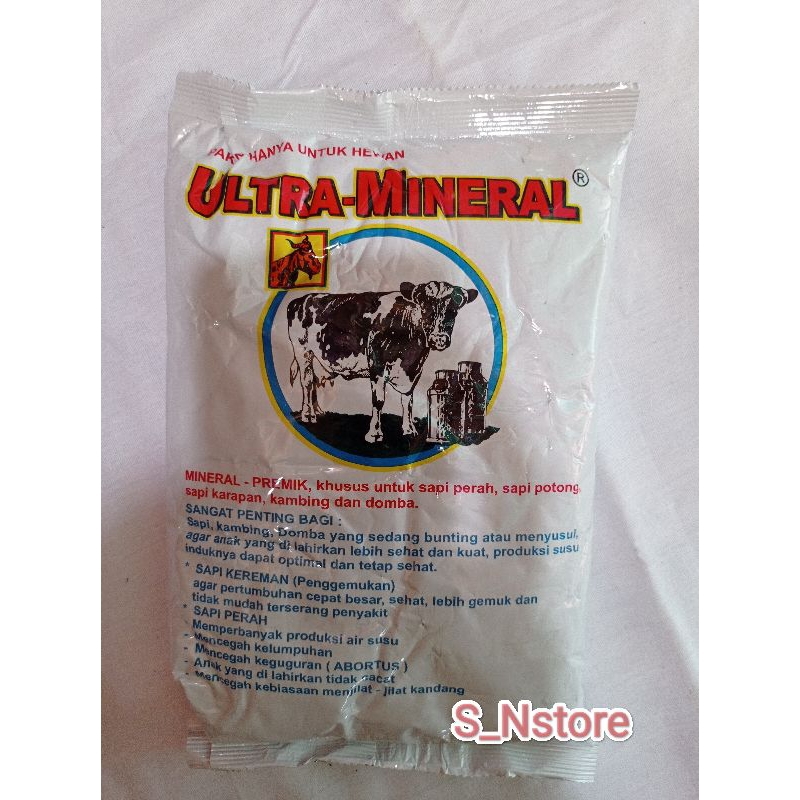 HANYA UNTUK HEWAN
ULTRA-MINERAL®
MINERAL - PREMIK, khusus untuk sapi perah, sapi potong,
sapi karapan, kambing dan domba.
SANGAT PENTING BAGI :
Sapi, kambing, Domba yang sedang bunting atau menyusui,
agar anak yang di lahirkan lebih sehat dan kuat, produksi susu
induknya dapat optimal dan tetap sehat.
* SAPI KEREMAN (Penggemukan)
agar pertumbuhan cepat besar, sehat, lebih gemuk dan
tidak mudah terserang penyakit
* SAPI PERAH
Memperbanyak produksi air susu
- Mencegah kelumpuhan
- Mencegah keguguran ( ABORTUS )
- Anak yang di lahirkan tidak cacat
- Mencegah kebiasaan menjilat - jilat kandang
S_Nstore